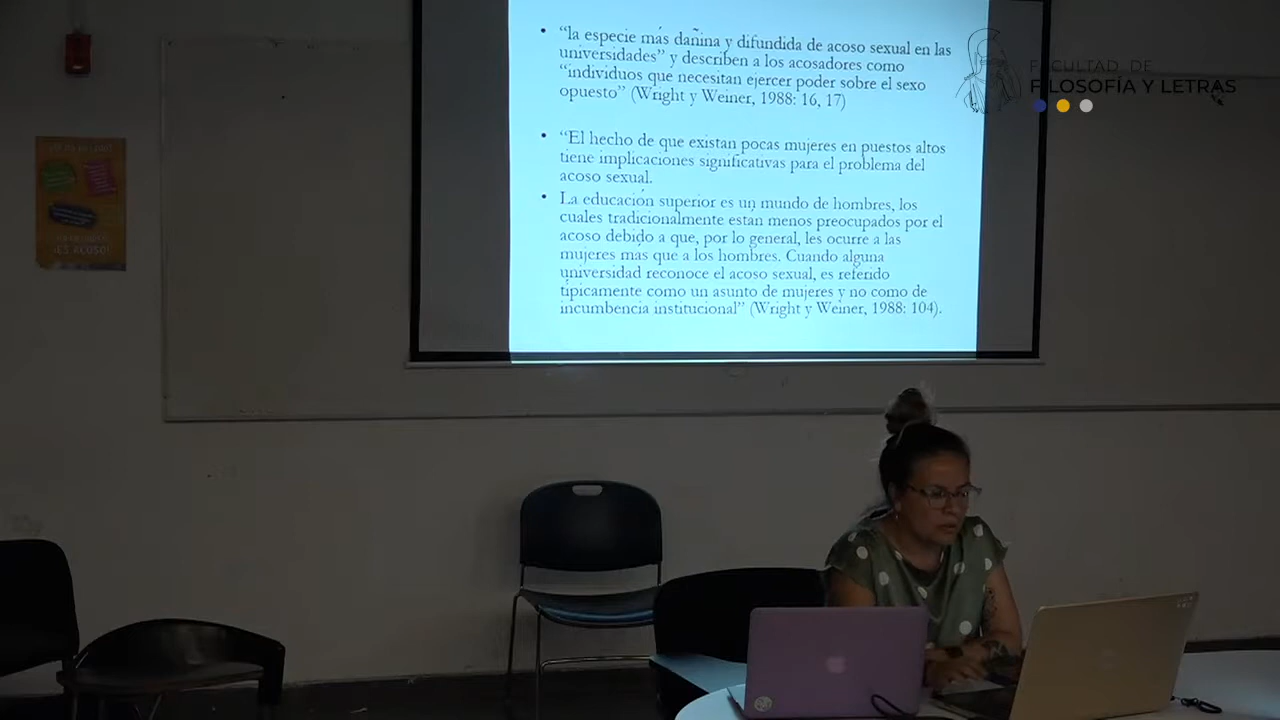 • “la especie más dañina y difundida de acoso sexual en las
universidades” y describen a los acosadores como
“individuos que necesitan ejercer poder sobre el sexo
opuesto” (Wright y Weiner, 1988: 16, 17)
• “El hecho de que existan pocas mujeres en puestos altos
tiene implicaciones significativas para el problema del
acoso sexual.
• La educación superior es un mundo de hombres, los
cuales tradicionalmente están menos preocupados por el
acoso debido a que, por lo general, les ocurre a las
mujeres más que a los hombres. Cuando alguna
universidad reconoce el acoso sexual, es referido
típicamente como un asunto de mujeres y no como de
incumbencia institucional” (Wright y Weiner, 1988: 104).
FACULTAD DE
FILOSOFÍA Y LETRAS
¡ES ACOSO!